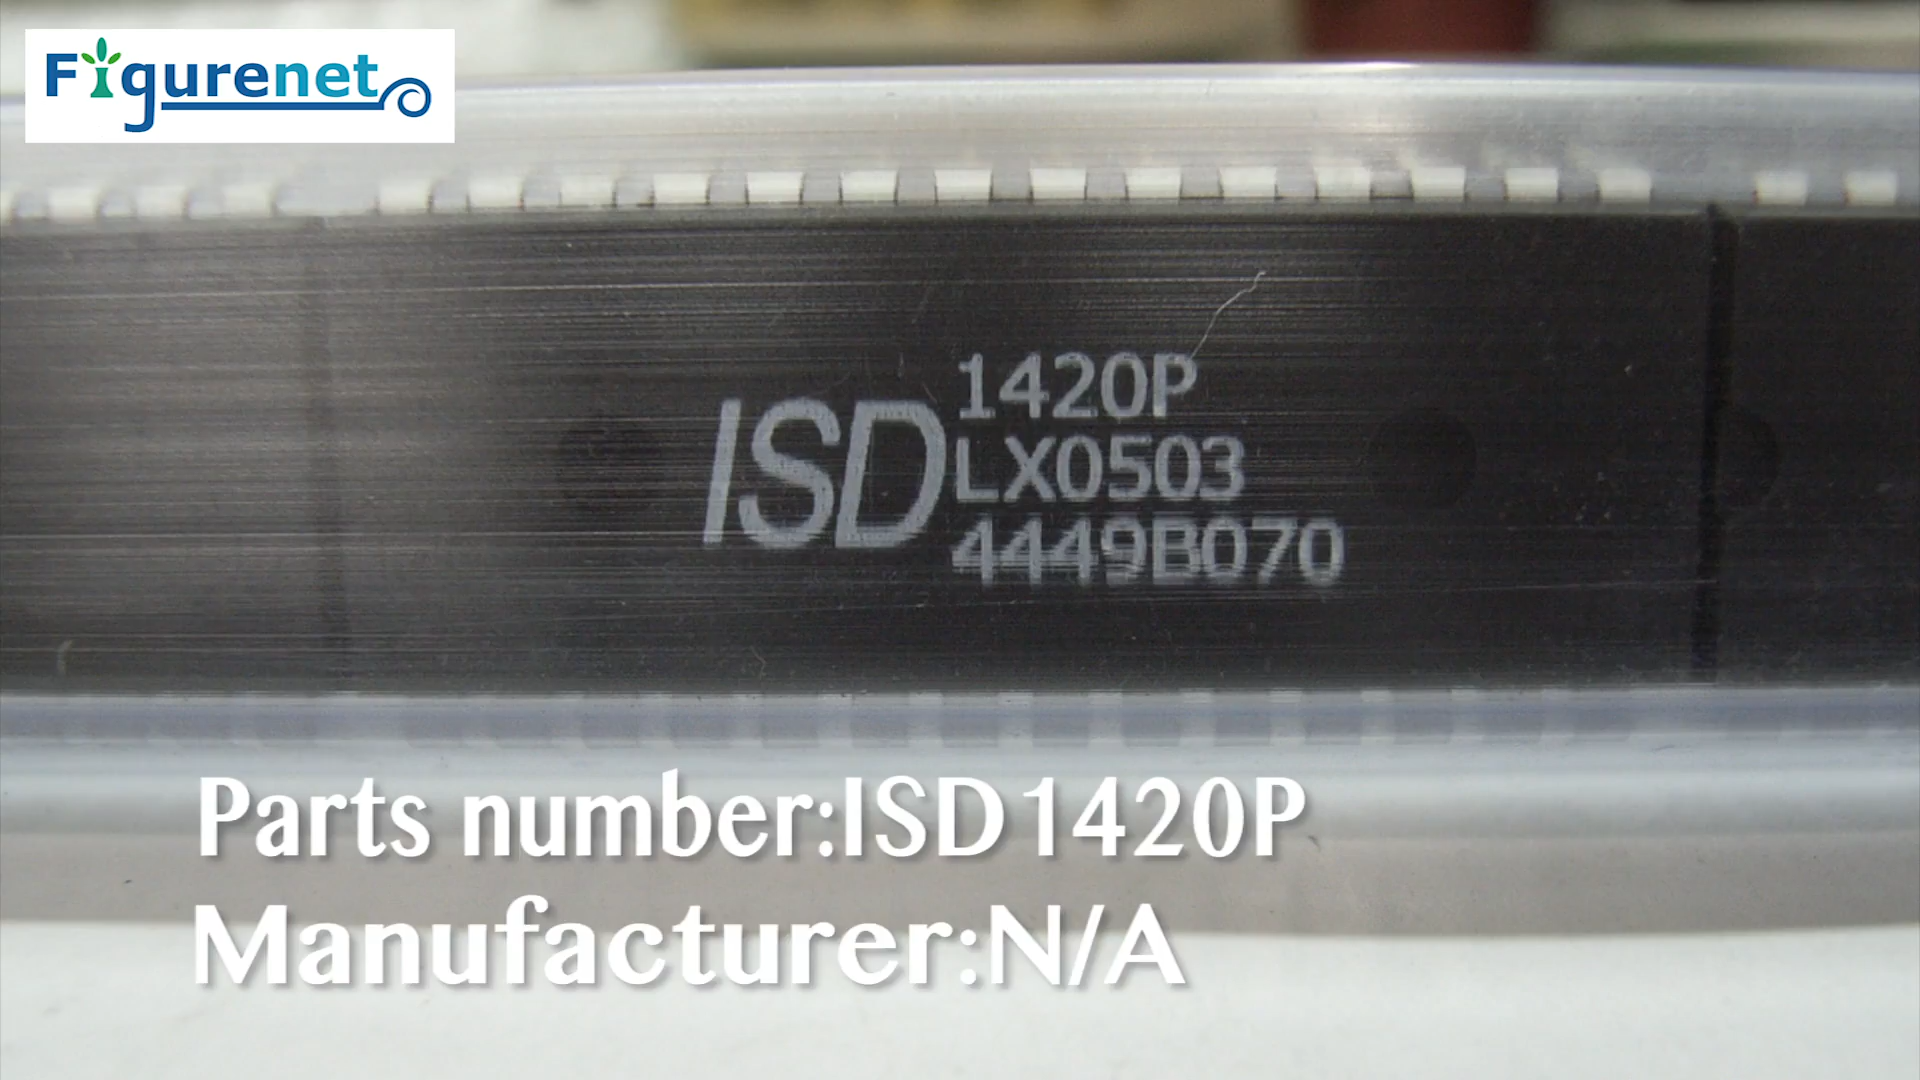 Figurenet
ISD
1420P
LX0503
4449B070
Parts number:ISD1420P
Manufacturer:N/A